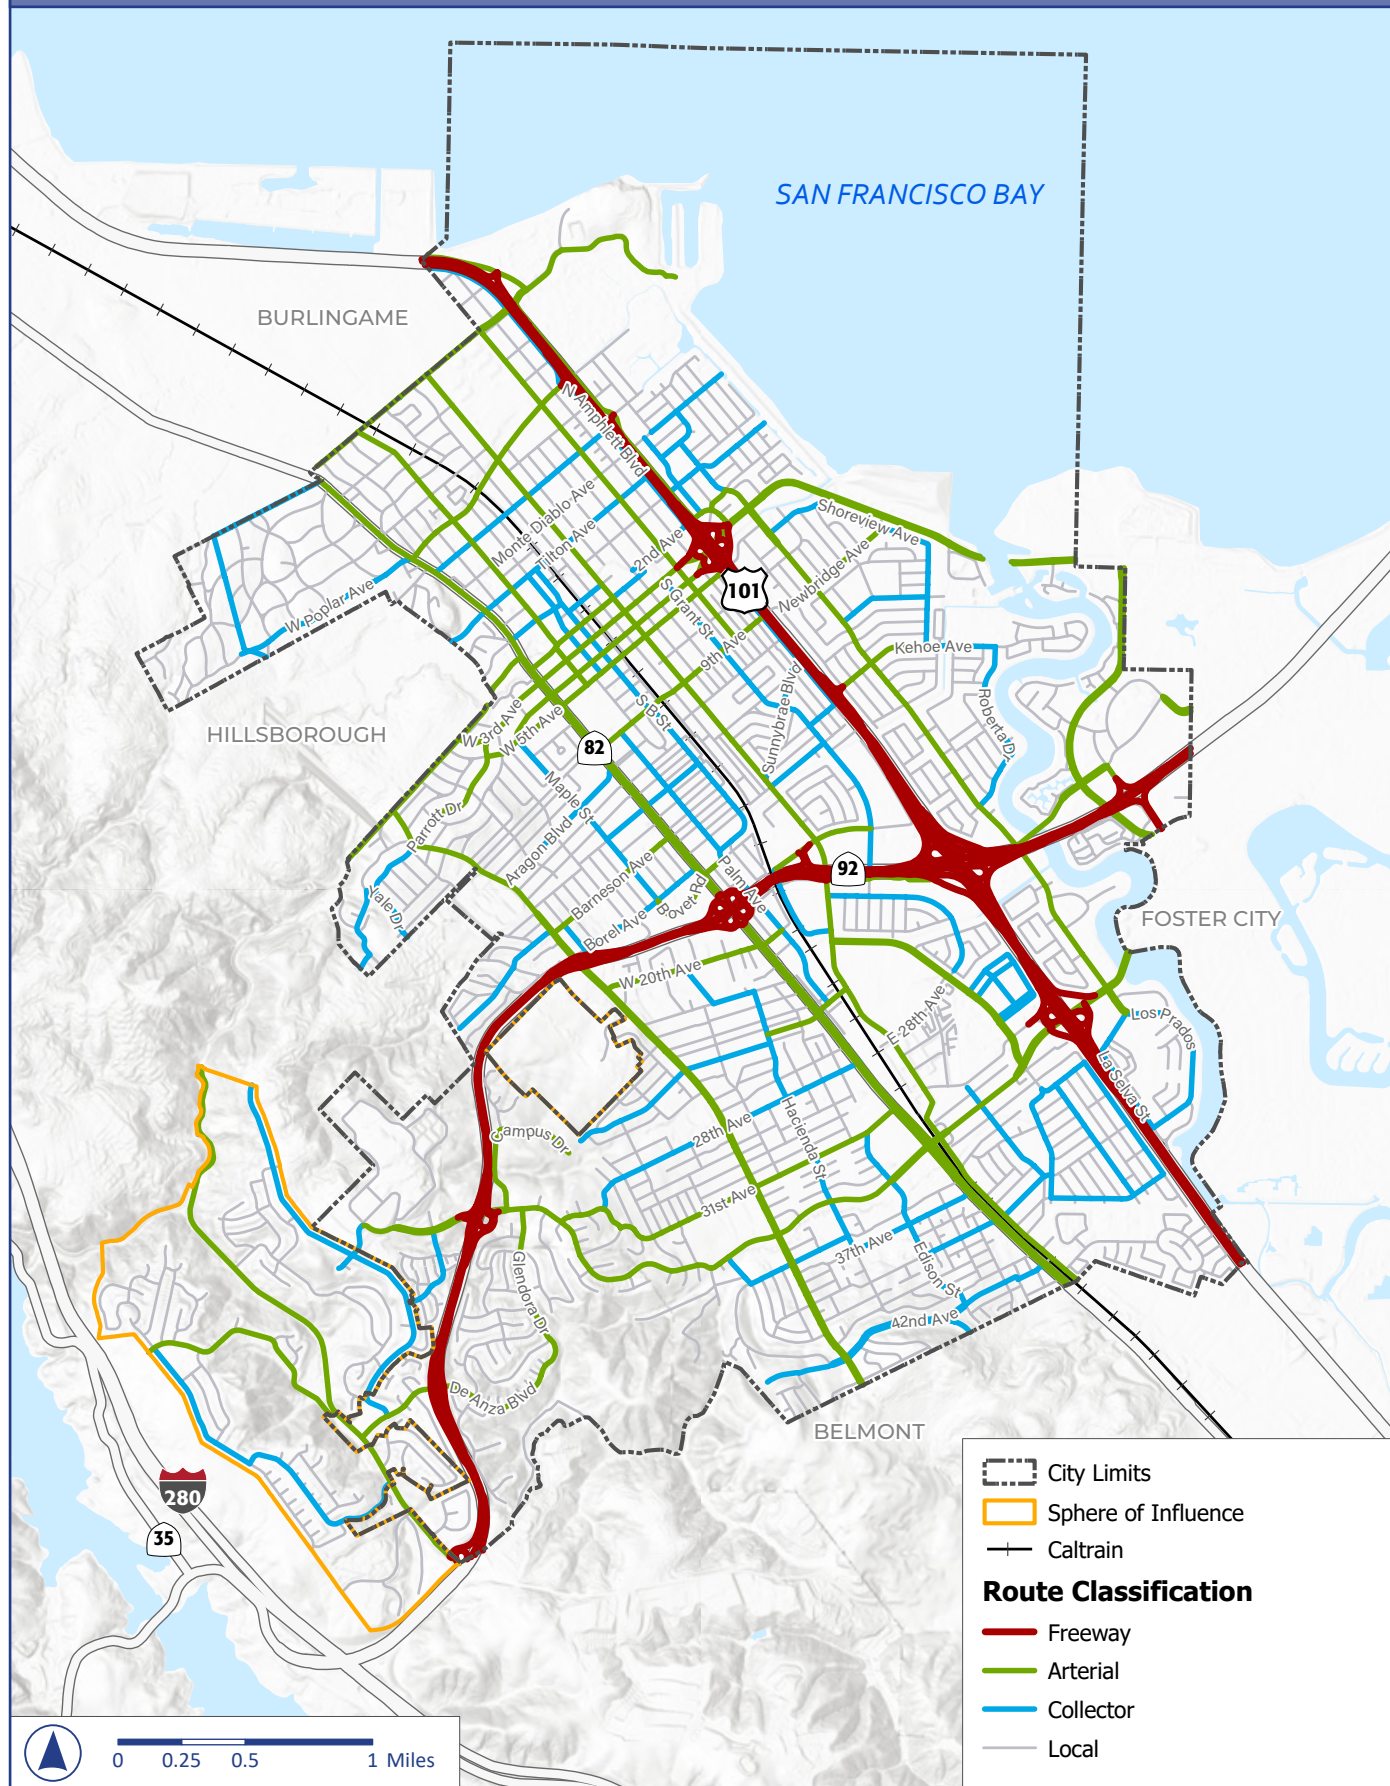 SAN FRANCISCO BAY
BURLINGAME
N Amphlett Blvd
Shoreview Ave
Monte Diablo Ave
Tilton Ave
2nd Ave
101
Newbridge Ave
S Grant St
W Poplar Ave
9th Ave
Kehoe Ave
Sunnybrae Blvd
Roberta Dr
HILLSBOROUGH
W 3rd Ave
W 5th Ave
S B St
82
Maple St
Parrott Dr
Aragon Blvd
Barneson Ave
Palm Ave
92
Yale Dr
Borel Ave
Bovet Rd
FOSTER CITY
W 20th Ave
E 28th Ave
Los Prados
La Selva St
Campus Dr
28th Ave
Hacienda St
31st Ave
37th Ave
Glendora Dr
Edison St
42nd Ave
De Anza Blvd
BELMONT
280
35
City Limits
Sphere of Influence
Caltrain
Route Classification
Freeway
Arterial
Collector
Local
0 0.25 0.5 1 Miles